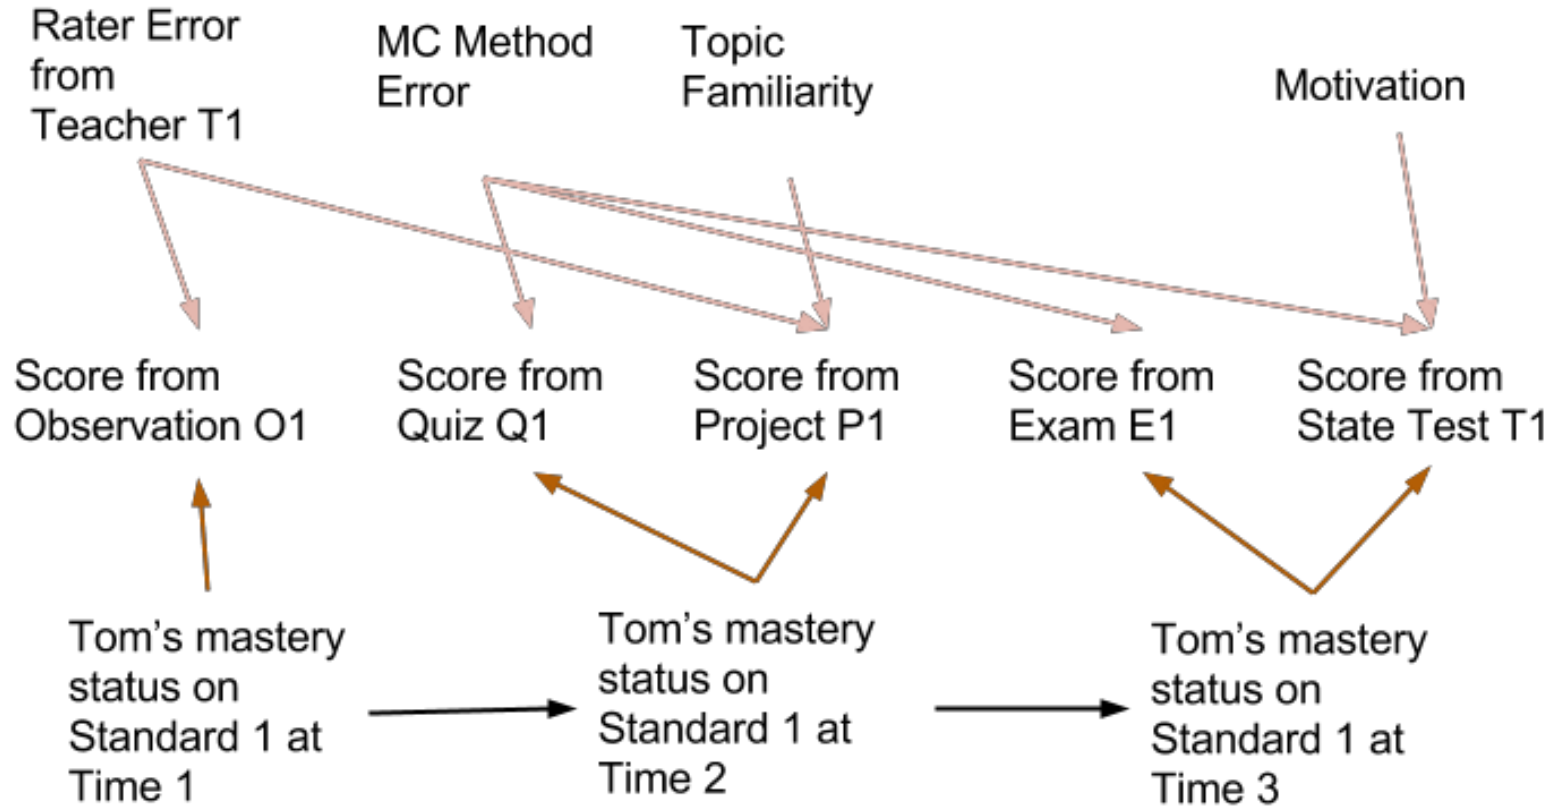 Rater Error
from
Teacher T1
MC Method
Error
Topic
Familiarity
Motivation
Score from
Observation O1
Score from
Quiz Q1
Score from
Project P1
Score from
Exam E1
Score from
State Test T1
Tom's mastery
status on
Standard 1 at
Time 1
Tom's mastery
status on
Standard 1 at
Time 2
Tom's mastery
status on
Standard 1 at
Time 3